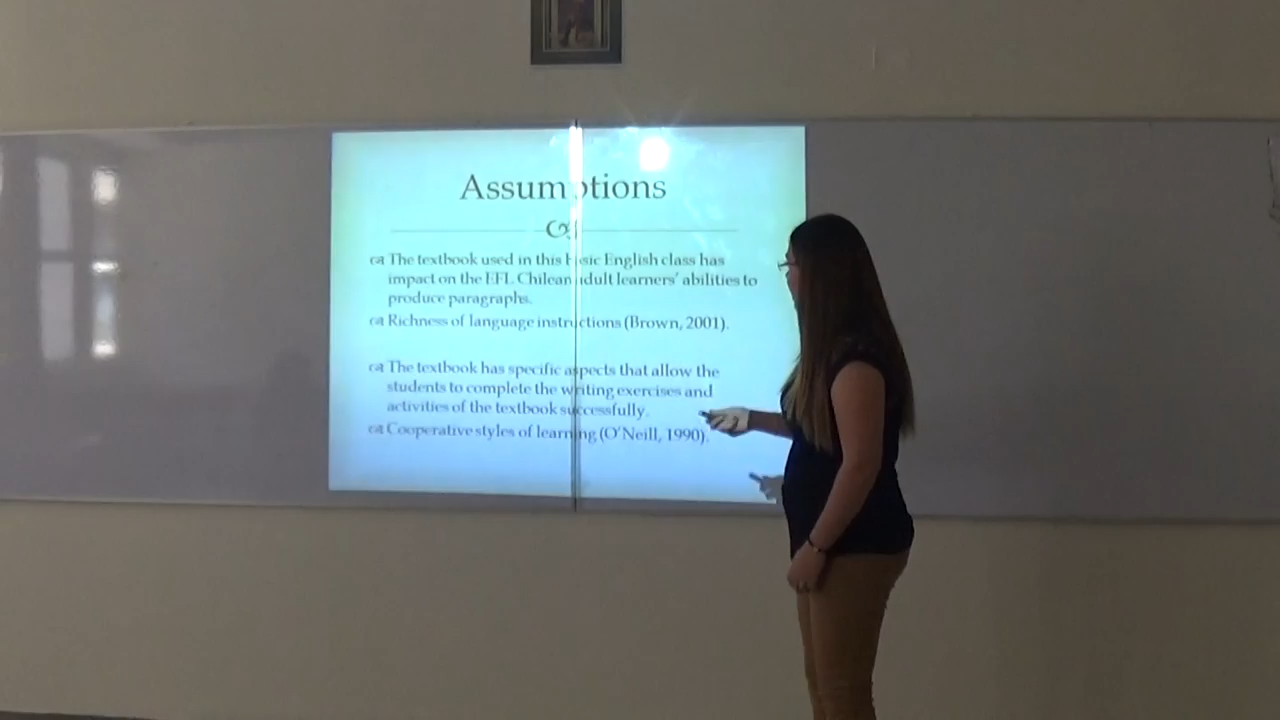 Assumptions
The textbook used in this basic English class has
impact on the EFL Chilean adult learners' abilities to
produce paragraphs.
Richness of language instructions (Brown, 2001).
The textbook has specific aspects that allow the
students to complete the writing exercises and
activities of the textbook successfully.
Cooperative styles of learning (O'Neill, 1990).